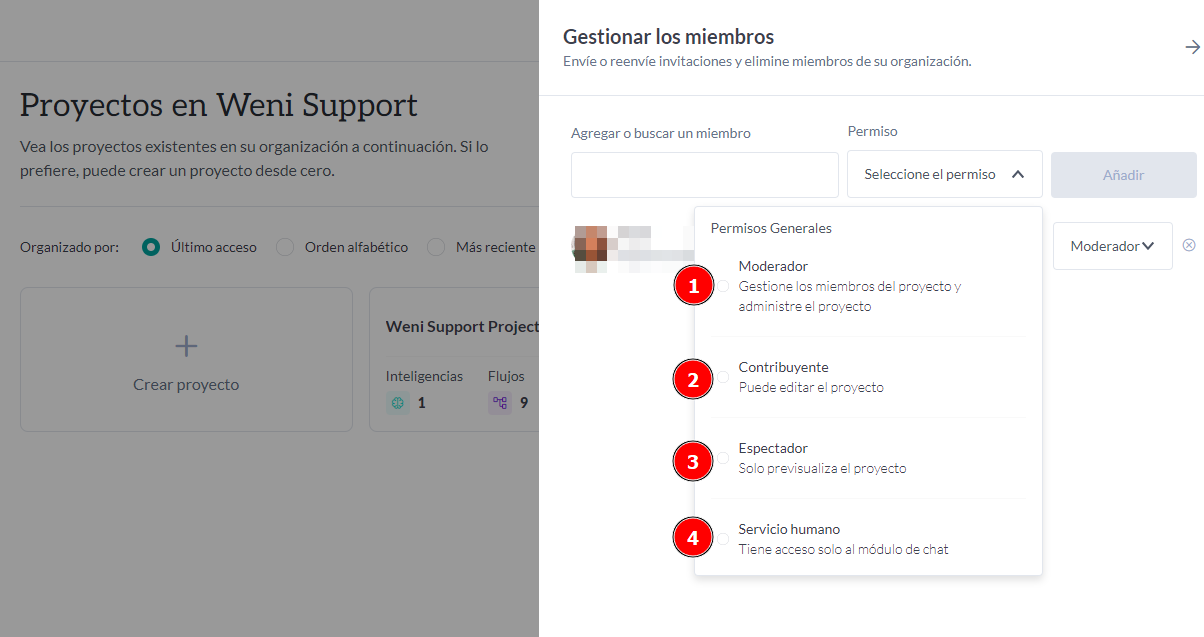 Proyectos en Weni Support
Vea los proyectos existentes en su organización a continuación. Si lo
prefiere, puede crear un proyecto desde cero.
Organizado por:
Último acceso
Orden alfabético
Más reciente
Crear proyecto
Weni Support Project
Inteligencias
Flujos
1
9
Gestionar los miembros
Envíe o reenvíe invitaciones y elimine miembros de su organización.
Agregar o buscar un miembro
Permiso
Seleccione el permiso
Añadir
Moderador
Permisos Generales
1
Moderador
Gestione los miembros del proyecto y
administre el proyecto
2
Contribuyente
Puede editar el proyecto
3
Espectador
Solo previsualiza el proyecto
4
Servicio humano
Tiene acceso solo al módulo de chat